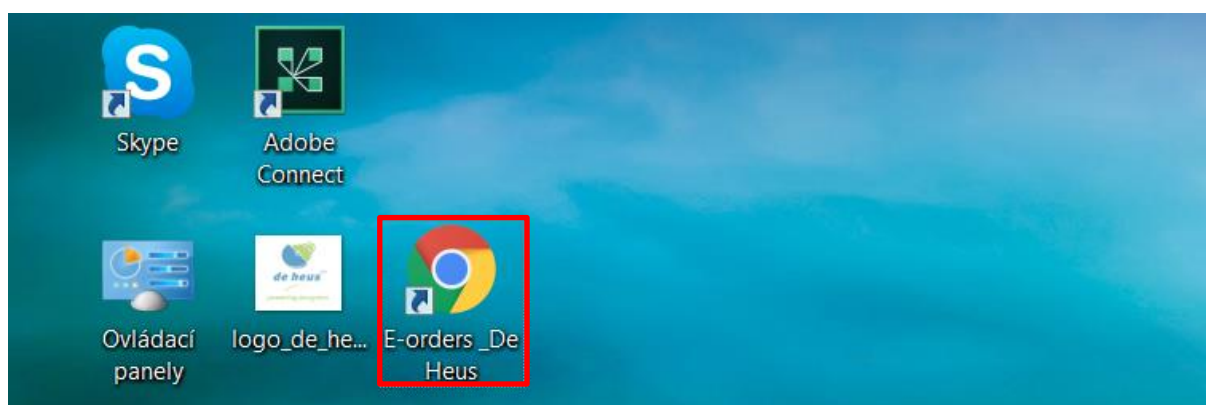 S
Skype
Adobe
Connect
de heus
Ovládací
panely
logo_de_he...
E-orders _De
Heus